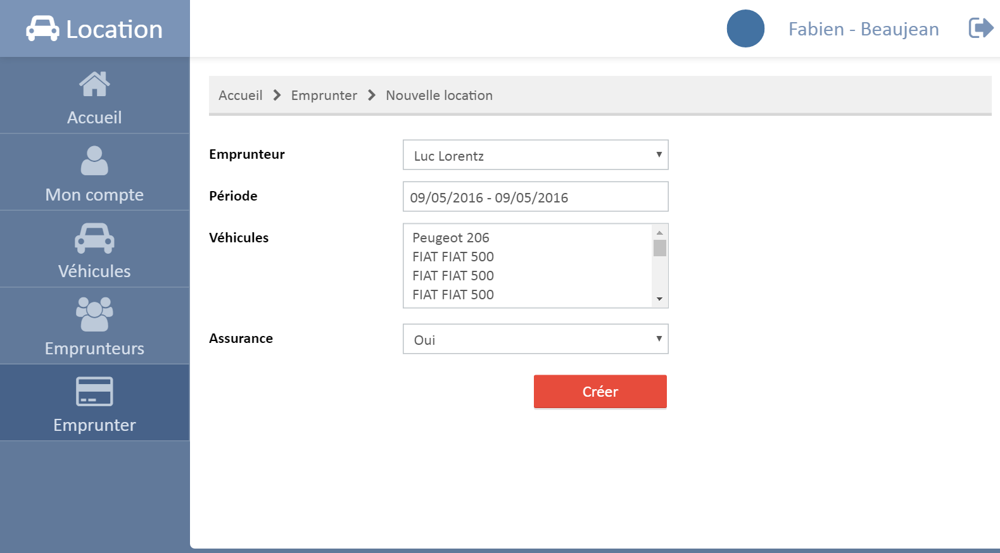 Location
Fabien - Beaujean
Accueil
Mon compte
Véhicules
Emprunteurs
Emprunter
Accueil Emprunter Nouvelle location
Emprunteur Luc Lorentz
Période 09/05/2016 - 09/05/2016
Véhicules Peugeot 206
FIAT FIAT 500
FIAT FIAT 500
FIAT FIAT 500
Assurance Oui
Créer